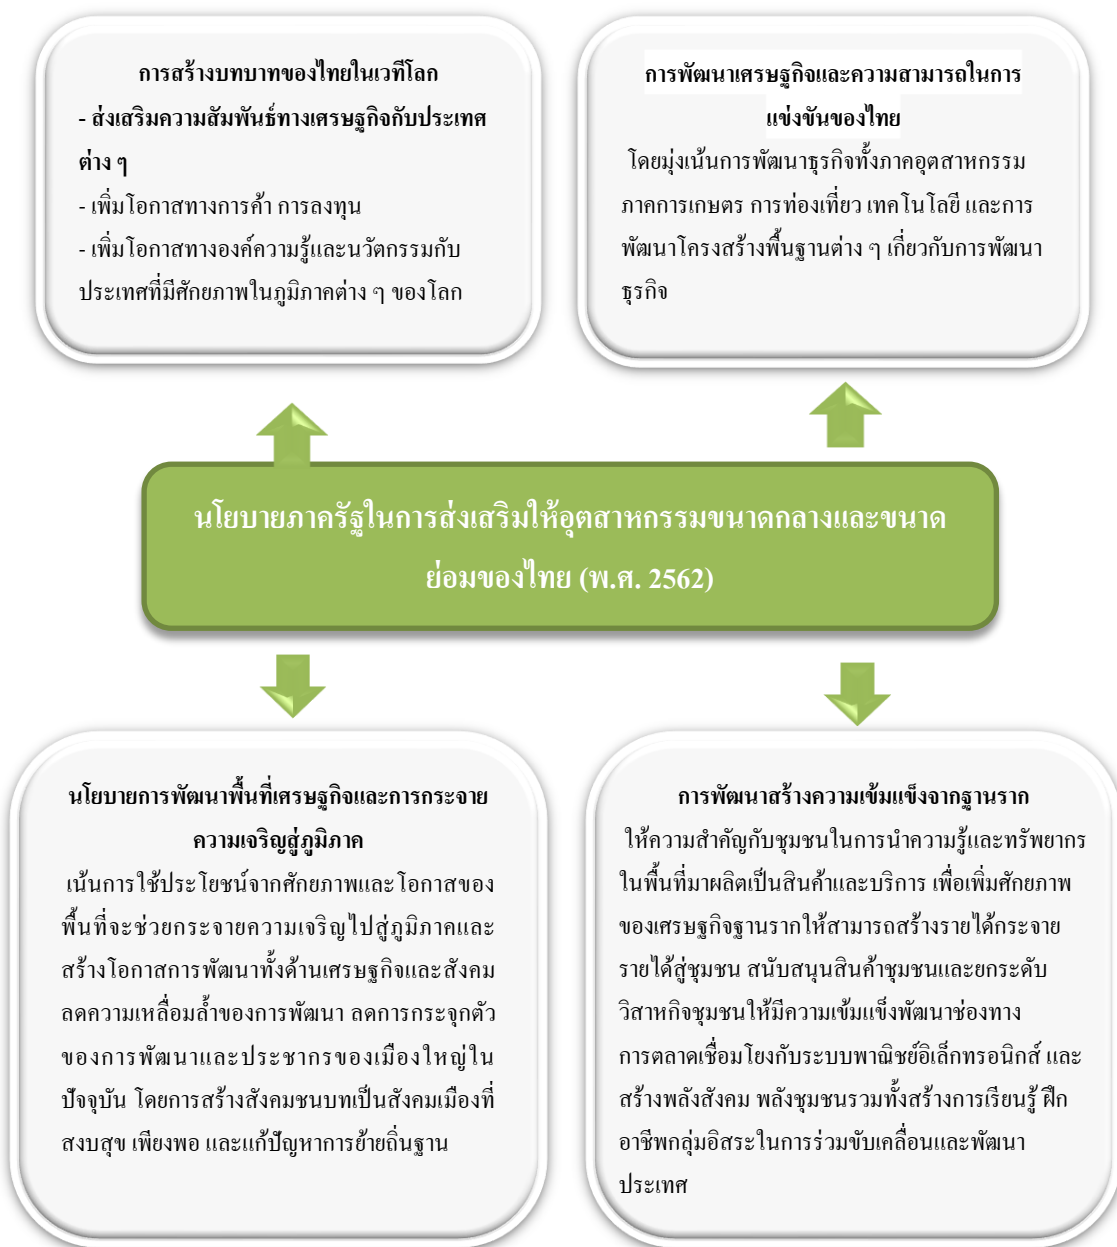 การสร้างบทบาทของไทยในเวทีโลก
- ส่งเสริมความสัมพันธ์ทางเศรษฐกิจกับประเทศ
ต่าง ๆ
- เพิ่มโอกาสทางการค้า การลงทุน
- เพิ่มโอกาสทางองค์ความรู้และนวัตกรรมกับ
ประเทศที่มีศักยภาพในภูมิภาคต่าง ๆ ของโลก
การพัฒนาเศรษฐกิจและความสามารถในการ
แข่งขันของไทย
โดยมุ่งเน้นการพัฒนาธุรกิจทั้งภาคอุตสาหกรรม
ภาคการเกษตร การท่องเที่ยว เทคโนโลยี และการ
พัฒนาโครงสร้างพื้นฐานต่าง ๆ เกี่ยวกับการพัฒนา
ธุรกิจ
นโยบายภาครัฐในการส่งเสริมให้อุตสาหกรรมขนาดกลางและขนาด
ย่อมของไทย (พ.ศ. 2562)
นโยบายการพัฒนาพื้นที่เศรษฐกิจและการกระจาย
ความเจริญสู่ภูมิภาค
เน้นการใช้ประโยชน์จากศักยภาพและโอกาสของ
พื้นที่จะช่วยกระจายความเจริญไปสู่ภูมิภาคและ
สร้างโอกาสการพัฒนาทั้งด้านเศรษฐกิจและสังคม
ลดความเหลื่อมล้ำของการพัฒนา ลดการกระจุกตัว
ของการพัฒนาและประชากรของเมืองใหญ่ใน
ปัจจุบัน โดยการสร้างสังคมชนบทเป็นสังคมเมืองที่
สงบสุข เพียงพอ และแก้ปัญหาการย้ายถิ่นฐาน
การพัฒนาสร้างความเข้มแข็งจากฐานราก
ให้ความสำคัญกับชุมชนในการนำความรู้และทรัพยากร
ในพื้นที่มาผลิตเป็นสินค้าและบริการ เพื่อเพิ่มศักยภาพ
ของเศรษฐกิจฐานรากให้สามารถสร้างรายได้กระจาย
รายได้สู่ชุมชน สนับสนุนสินค้าชุมชนและยกระดับ
วิสาหกิจชุมชนให้มีความเข้มแข็งพัฒนาช่องทาง
การตลาดเชื่อมโยงกับระบบพาณิชย์อิเล็กทรอนิกส์ และ
สร้างพลังสังคม พลังชุมชนรวมทั้งสร้างการเรียนรู้ ฝึก
อาชีพกลุ่มอิสระในการร่วมขับเคลื่อนและพัฒนา
ประเทศ